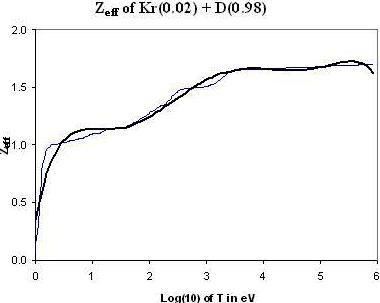 Zeff of Kr(0.02) + D(0.98)
2.0
1.5
1.0
0.5
0.0
Zeff
0 1 2 3 4 5 6
Log(10) of T in eV